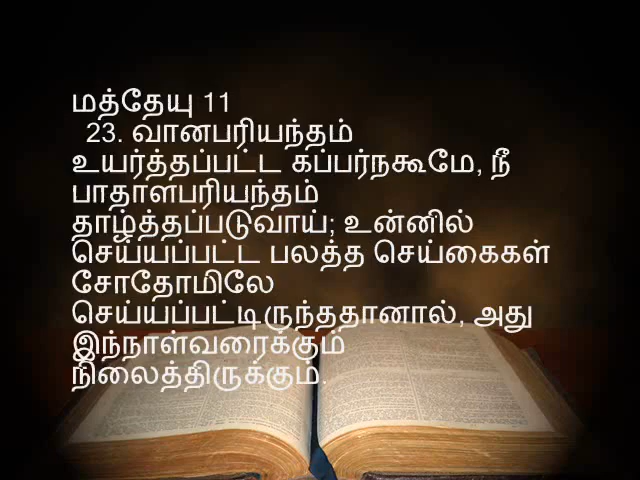 மத்தேயு 11
23. வானபரியந்தம்
உயர்த்தப்பட்ட கப்பர்நகூமே, நீ
பாதாளபரியந்தம்
தாழ்த்தப்படுவாய்; உன்னில்
செய்யப்பட்ட பலத்த செய்கைகள்
சோதோமிலே
செய்யப்பட்டிருந்ததானால், அது
இந்நாள்வரைக்கும்
நிலைத்திருக்கும்.